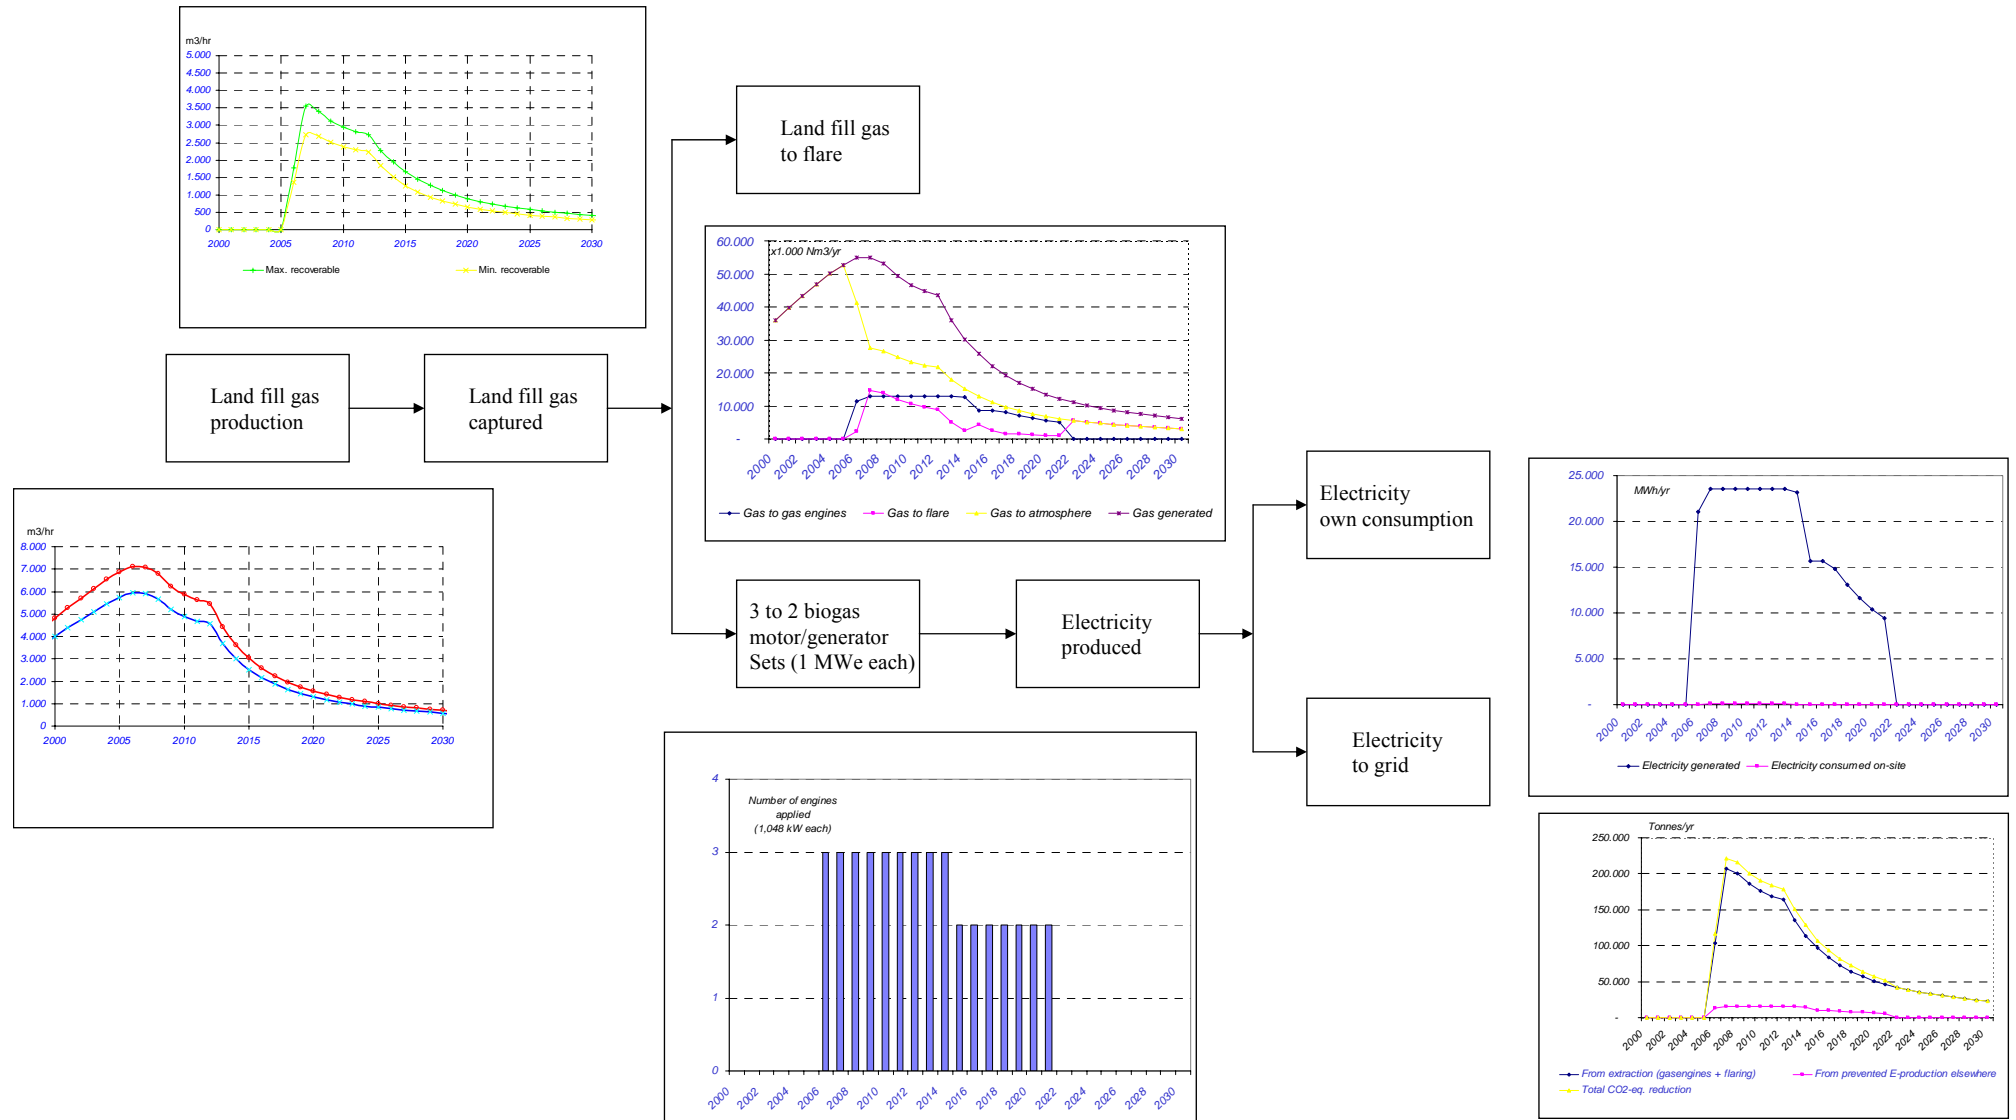 m3/hr
5.000
4.500
4.000
3.500
3.000
2.500
2.000
1.500
1.000
500
0
2000 2005 2010 2015 2020 2025 2030
Max. recoverable Min. recoverable
Land fill gas
to flare
x1.000 Nm3/yr
60.000
50.000
40.000
30.000
20.000
10.000
-
2000 2002 2004 2006 2008 2010 2012 2014 2016 2018 2020 2022 2024 2026 2028 2030
Gas to gas engines Gas to flare Gas to atmosphere Gas generated
Land fill gas
production
Land fill gas
captured
m3/hr
8.000
7.000
6.000
5.000
4.000
3.000
2.000
1.000
0
2000 2005 2010 2015 2020 2025 2030
3 to 2 biogas
motor/generator
Sets (1 MWe each)
Electricity
produced
Electricity
own consumption
Electricity
to grid
MWh/yr
25.000
20.000
15.000
10.000
5.000
-
2000 2002 2004 2006 2008 2010 2012 2014 2016 2018 2020 2022 2024 2026 2028 2030
Electricity generated Electricity consumed on-site
Number of engines
applied
(1,048 kW each)
4
3
2
1
0
2000 2002 2004 2006 2008 2010 2012 2014 2016 2018 2020 2022 2024 2026 2028 2030
Tonnes/yr
250.000
200.000
150.000
100.000
50.000
-
2000 2002 2004 2006 2008 2010 2012 2014 2016 2018 2020 2022 2024 2026 2028 2030
From extraction (gasengines + flaring) From prevented E-production elsewhere
Total CO2-eq. reduction